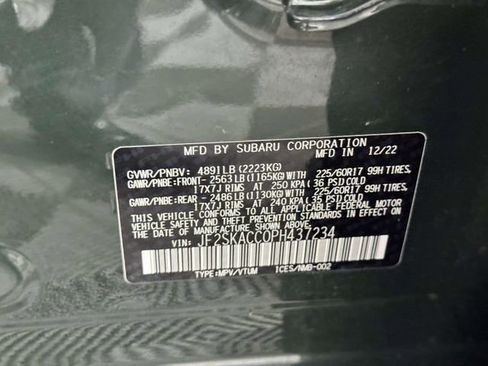 MFD BY SUBARU CORPORATION MFD IN 12/22
GVWR/PNBV: 4891LB (2223KG)
GAWR/PNBE:FRONT- 2563LB(1165KG)WITH 225/60R17 99H TIRES,
17X7J RIMS AT 250 KPA( 36 PSI)COLD
GAWR/PNBE:REAR - 2486LB(1130KG)WITH 225/60R17 99H TIRES,
17X7J RIMS AT 240 KPA(35 PSI)COLD
THIS VEHICLE CONFORMS TO ALL APPLICABLE FEDERAL MOTOR
VEHICLE SAFETY AND THEFT PREVENTION STANDARDS IN EFFECT ON
THE DATE OF MANUFACTURE SHOWN ABOVE.
VIN: JF2SKACC0PH437234
TYPE:MPV/VTUM ICES/NMB-002